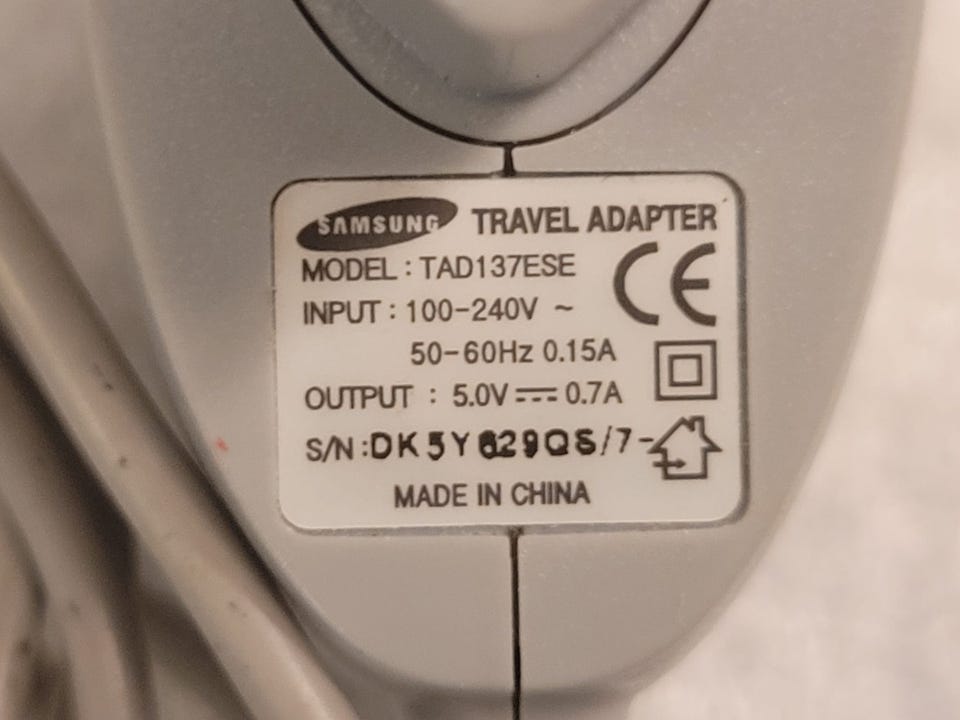 SAMSUNG TRAVEL ADAPTER
MODEL : TAD137ESE
INPUT : 100-240V ~
50-60Hz 0.15A
OUTPUT : 5.0V⎓0.7A
S/N :DK5Y629QS/7-
MADE IN CHINA
CE